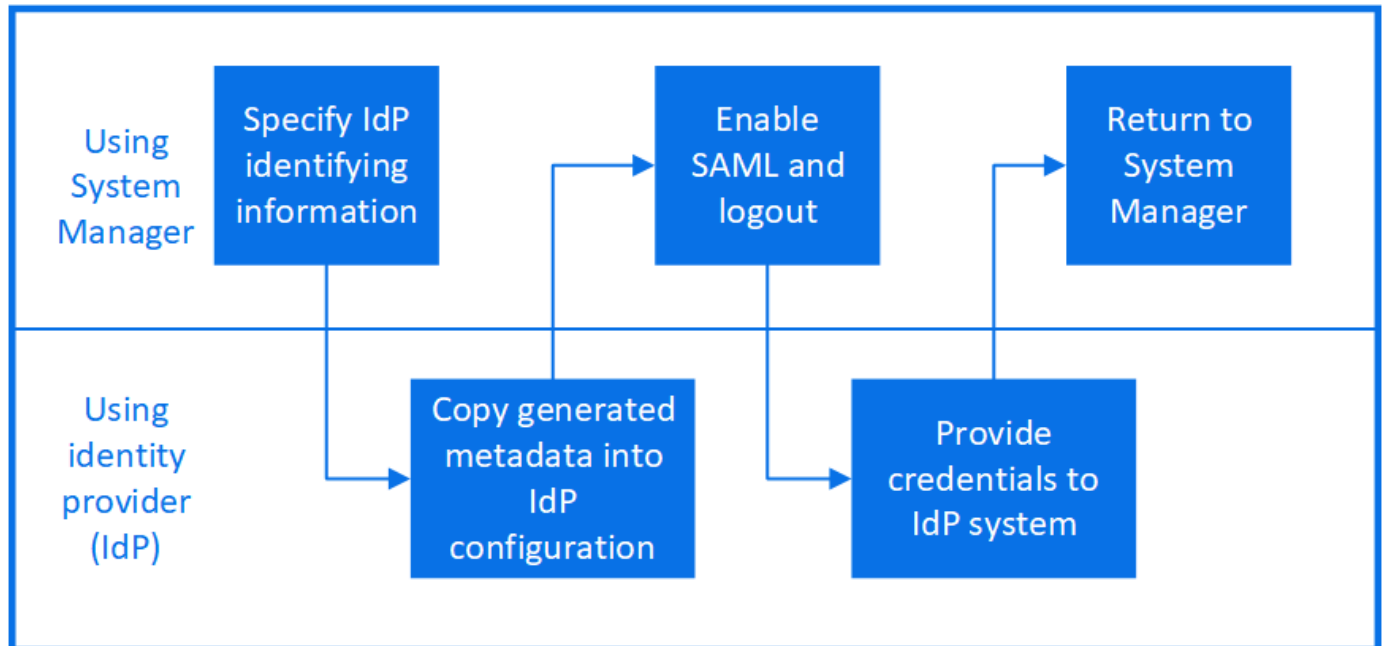 Using
System
Manager
Specify IdP
identifying
information
Enable
SAML and
logout
Return to
System
Manager
Using
identity
provider
(IdP)
Copy generated
metadata into
IdP
configuration
Provide
credentials to
IdP system